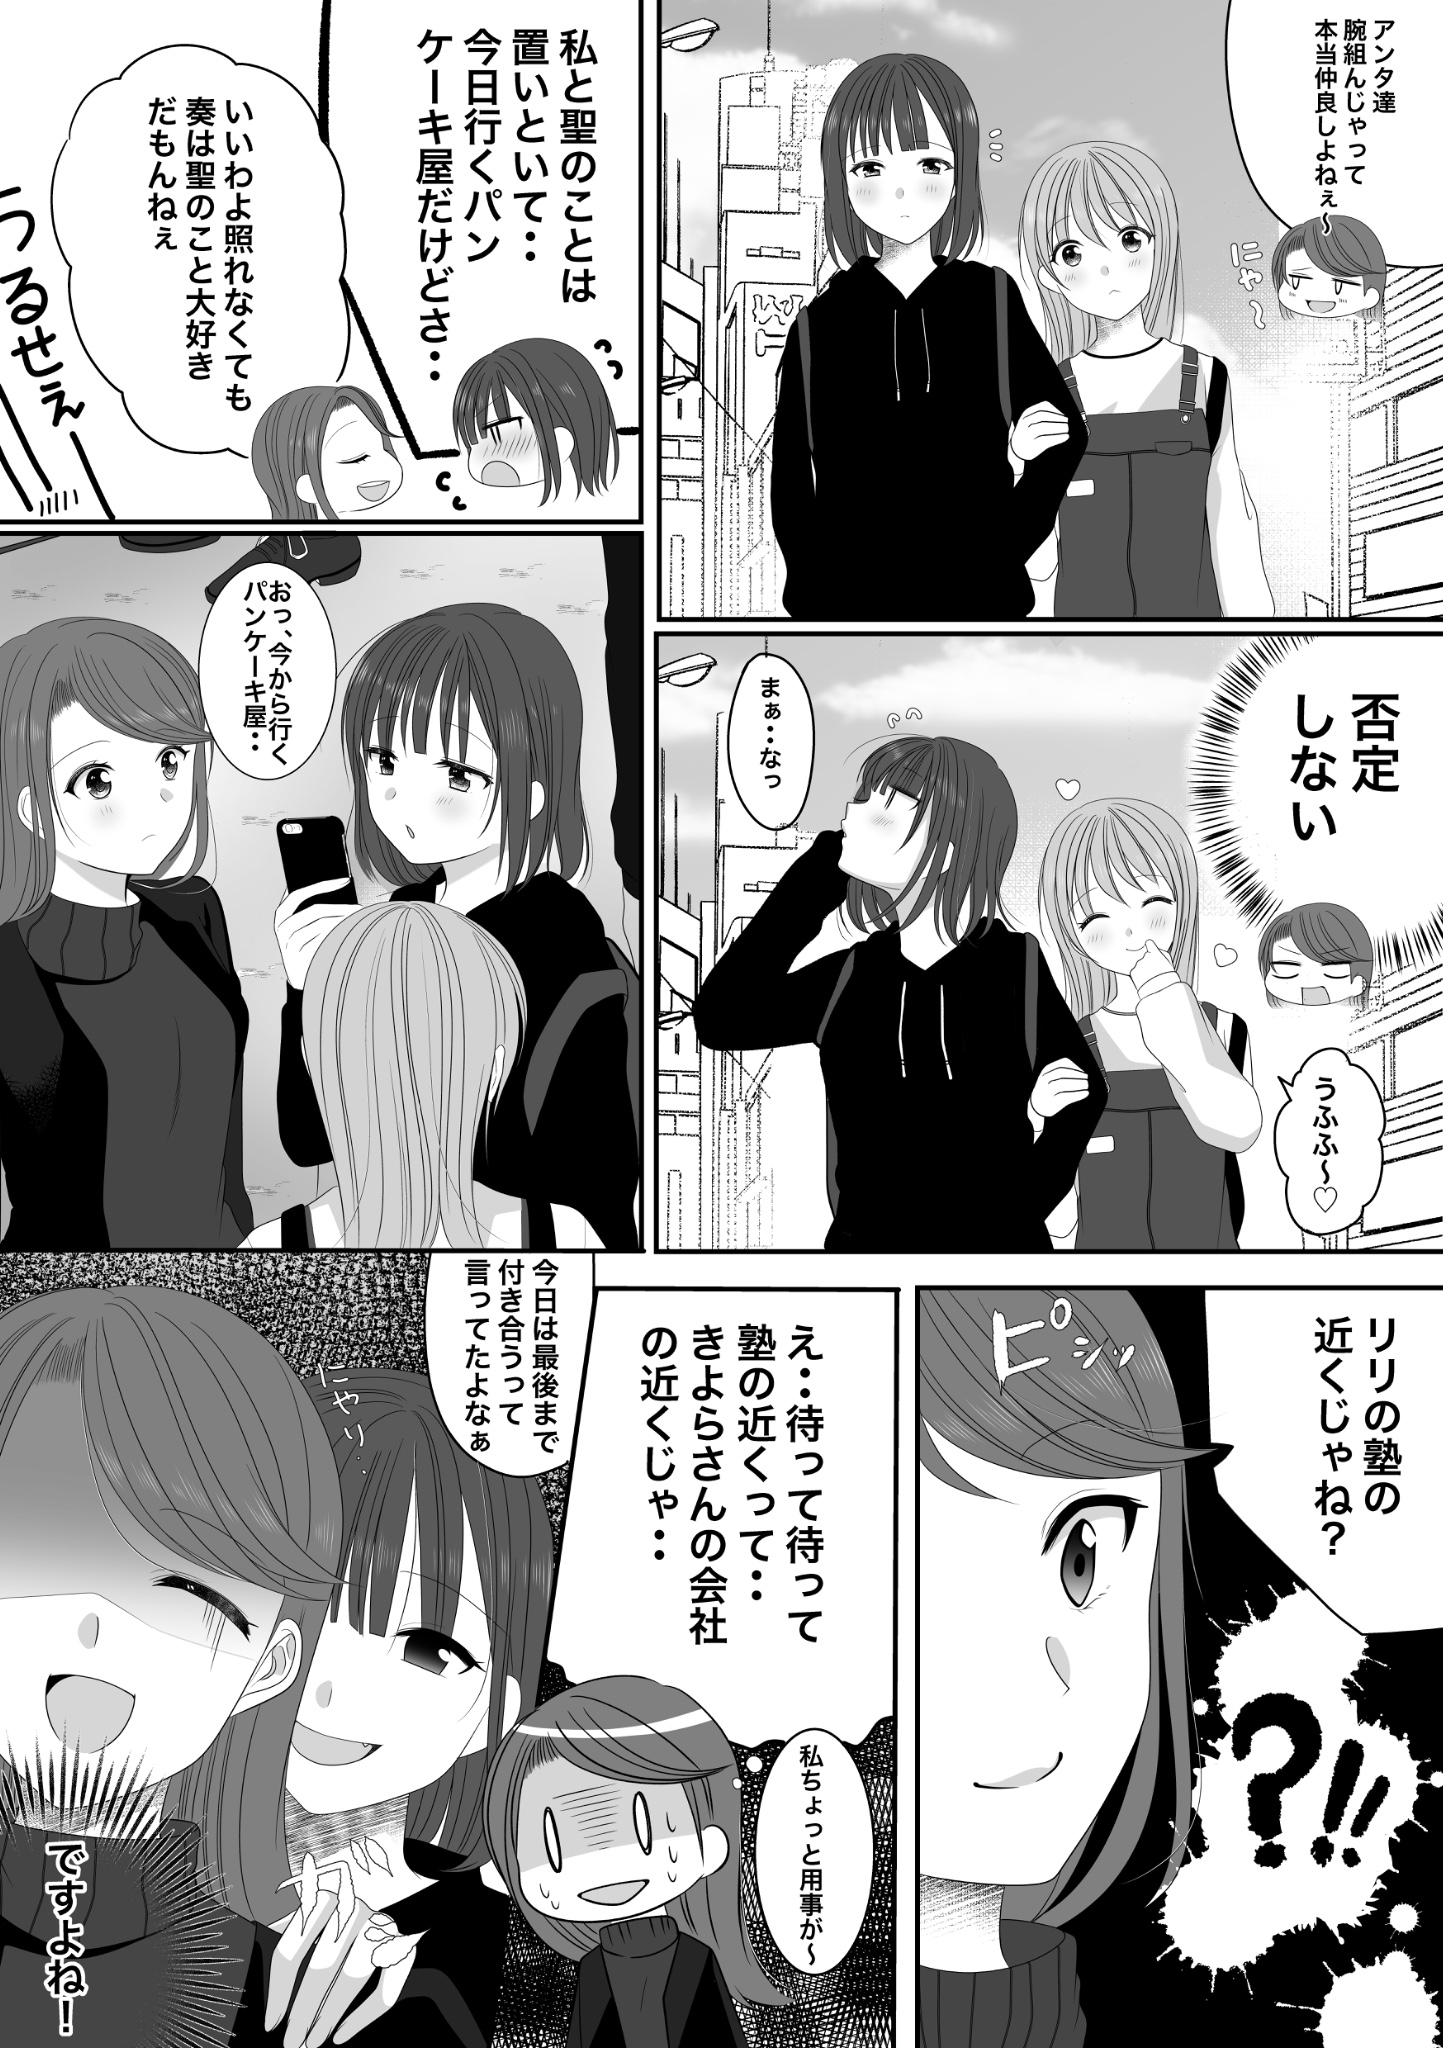 アンタ達
腕組んじゃって
本当仲良しよねぇ～
にゃ～
否定
しない
まぁ・・なっ
うふふ～♡
私と聖のことは
置いといて・・
今日行くパン
ケーキ屋だけどさ・・
いいわよ照れなくても
奏は聖のこと大好き
だもんねぇ
うるせぇー
おっ、今から行く
パンケーキ屋・・
リリの塾の
近くじゃね？
ピシッ
?!!
え・・待って待って
塾の近くって・・
きよらさんの会社
の近くじゃ・・
私ちょっと用事が～
今日は最後まで
付き合うって
言ってたよなぁ
にやり・・
ですよね！